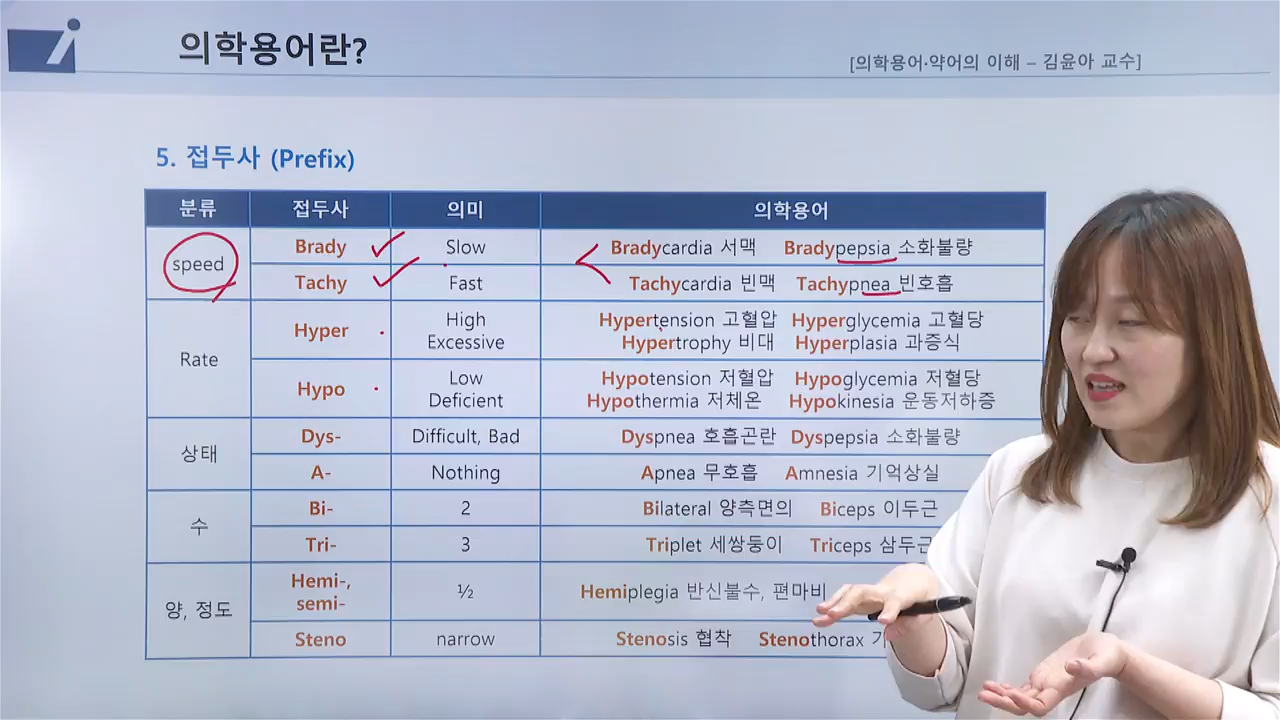 의학용어란?
[의학용어·약어의 이해 – 김윤아 교수]
5. 접두사 (Prefix)
분류 접두사 의미 의학용어
speed
Brady Slow Bradycardia 서맥 Bradypepsia 소화불량
Tachy Fast Tachycardia 빈맥 Tachypnea 빈호흡
Rate
Hyper High Excessive
Hypertension 고혈압 Hyperglycemia 고혈당
Hypertrophy 비대 Hyperplasia 과증식
Hypo Low Deficient
Hypotension 저혈압 Hypoglycemia 저혈당
Hypothermia 저체온 Hypokinesia 운동저하증
상태
Dys- Difficult, Bad Dyspnea 호흡곤란 Dyspepsia 소화불량
A- Nothing Apnea 무호흡 Amnesia 기억상실
수
Bi- 2 Bilateral 양측면의 Biceps 이두근
Tri- 3 Triplet 세쌍둥이 Triceps 삼두근
양, 정도
Hemi-, semi- ½ Hemiplegia 반신불수, 편마비
Steno narrow Stenosis 협착 Stenothorax